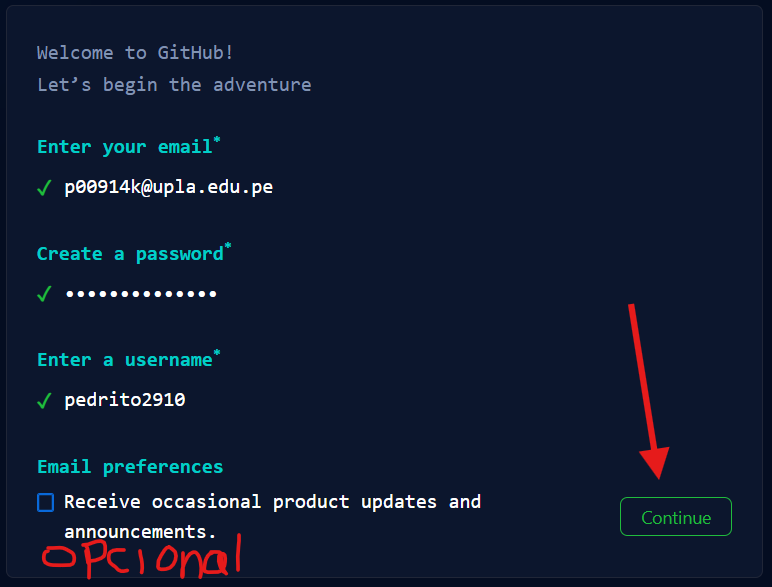 Welcome to GitHub!
Let’s begin the adventure
Enter your email*
✓ p00914k@upla.edu.pe
Create a password*
✓ ••••••••••••••
Enter a username*
✓ pedrito2910
Email preferences
Receive occasional product updates and
announcements.
Continue
oPcional